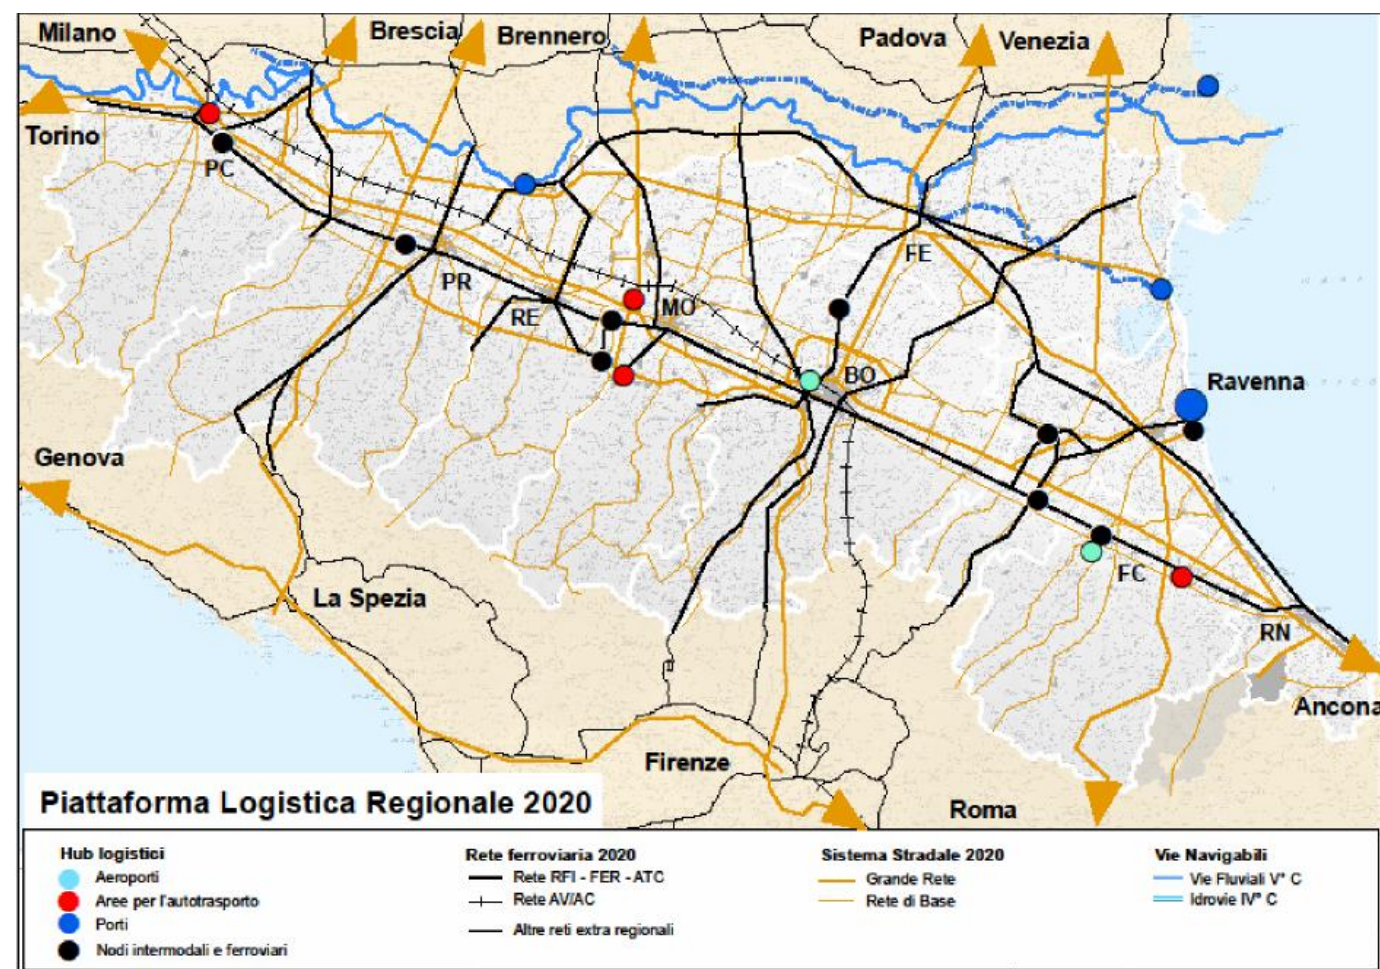 Milano
Brescia
Brennero
Padova
Venezia
Torino
PC
PR
RE
MO
FE
BO
Ravenna
Genova
La Spezia
FC
RN
Ancona
Firenze
Roma
Piattaforma Logistica Regionale 2020
Hub logistici
Aeroporti
Aree per l'autotrasporto
Porti
Nodi intermodali e ferroviari
Rete ferroviaria 2020
Rete RFI - FER - ATC
Rete AV/AC
Altre reti extra regionali
Sistema Stradale 2020
Grande Rete
Rete di Base
Vie Navigabili
Vie Fluviali V° C
Idrovie IV° C